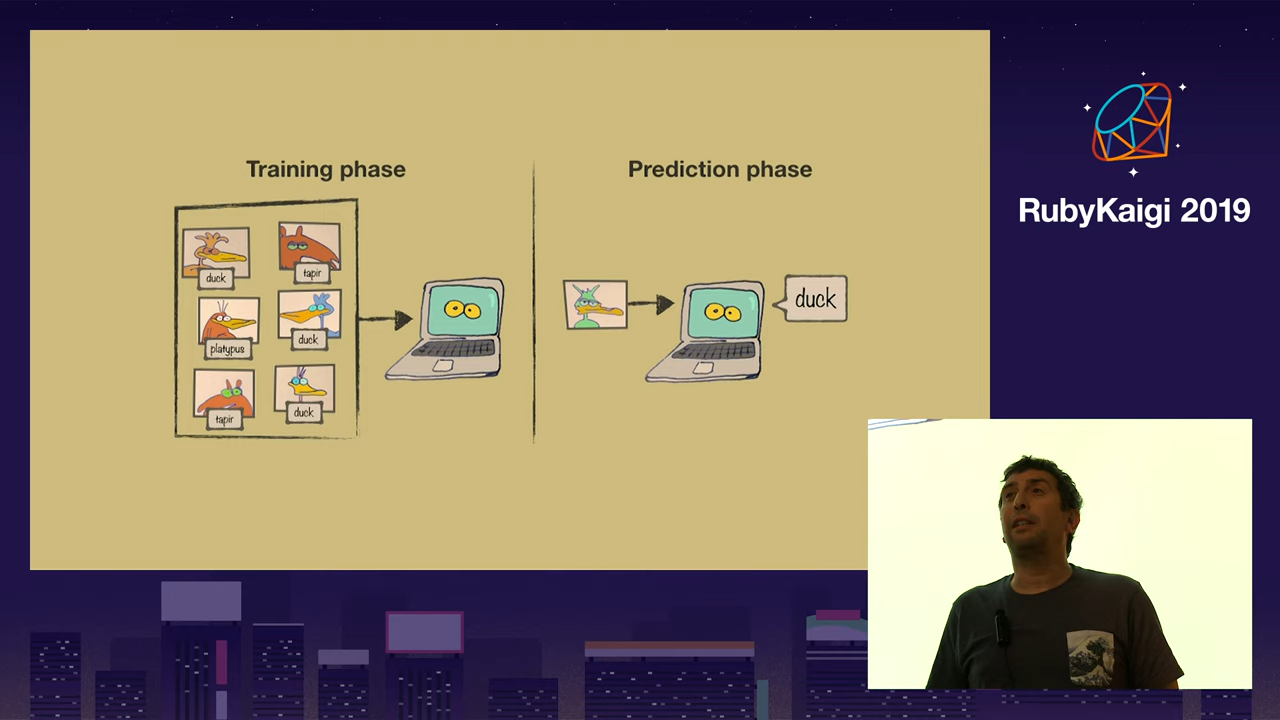 Training phase
duck
tapir
platypus
duck
tapir
duck
Prediction phase
duck
RubyKaigi 2019